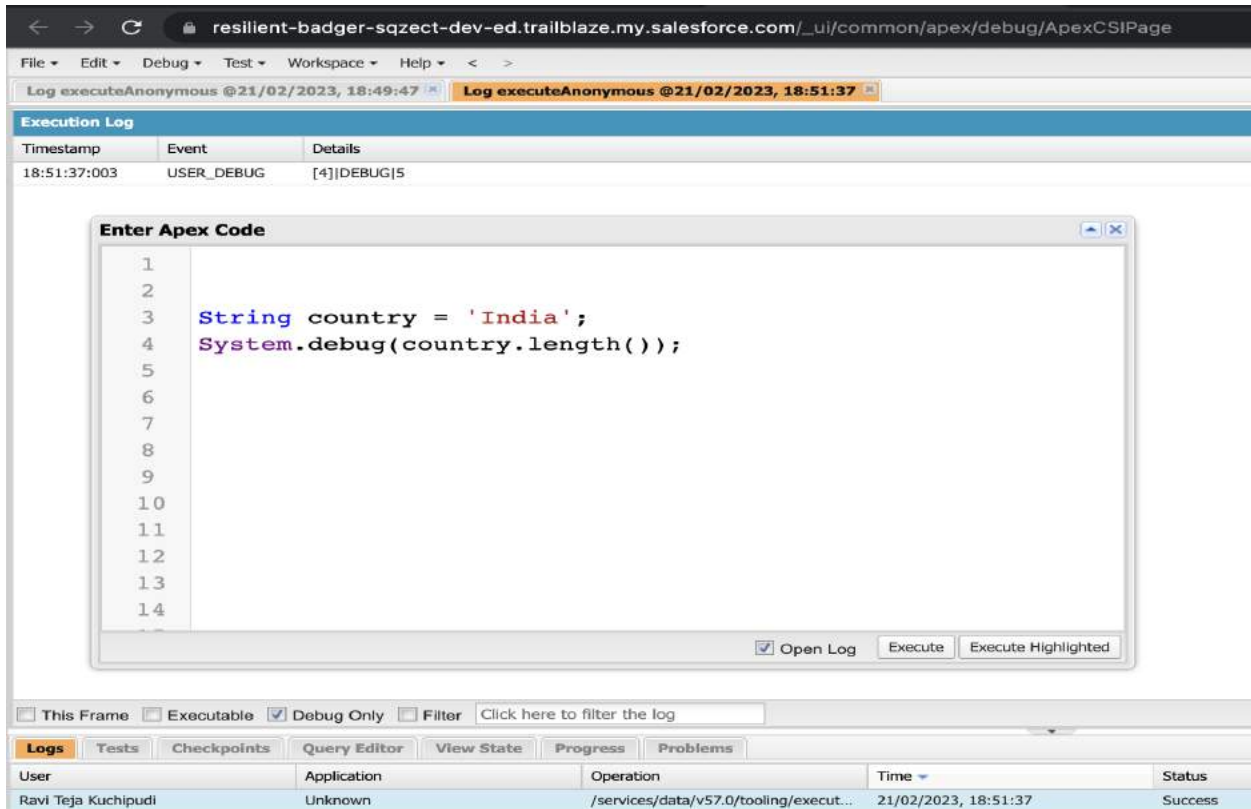 resilient-badger-sqzect-dev-ed.trailblaze.my.salesforce.com/_ui/common/apex/debug/ApexCSIPage
File Edit Debug Test Workspace Help < >
Log executeAnonymous @21/02/2023, 18:49:47 Log executeAnonymous @21/02/2023, 18:51:37
Execution Log
Timestamp Event Details
18:51:37:003 USER_DEBUG [4]|DEBUG|5
Enter Apex Code
1
2
3 String country = 'India';
4 System.debug(country.length());
5
6
7
8
9
10
11
12
13
14
Open Log Execute Execute Highlighted
This Frame Executable Debug Only Filter Click here to filter the log
Logs Tests Checkpoints Query Editor View State Progress Problems
User Application Operation Time Status
Ravi Teja Kuchipudi Unknown /services/data/v57.0/tooling/execut... 21/02/2023, 18:51:37 Success